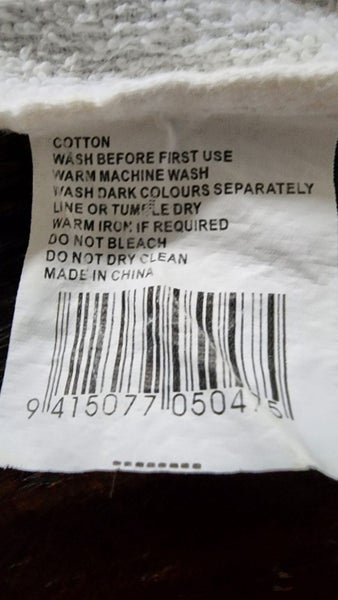 COTTON
WASH BEFORE FIRST USE
WARM MACHINE WASH
WASH DARK COLOURS SEPARATELY
LINE OR TUMBLE DRY
WARM IRON IF REQUIRED
DO NOT BLEACH
DO NOT DRY CLEAN
MADE IN CHINA
9 415077 050475